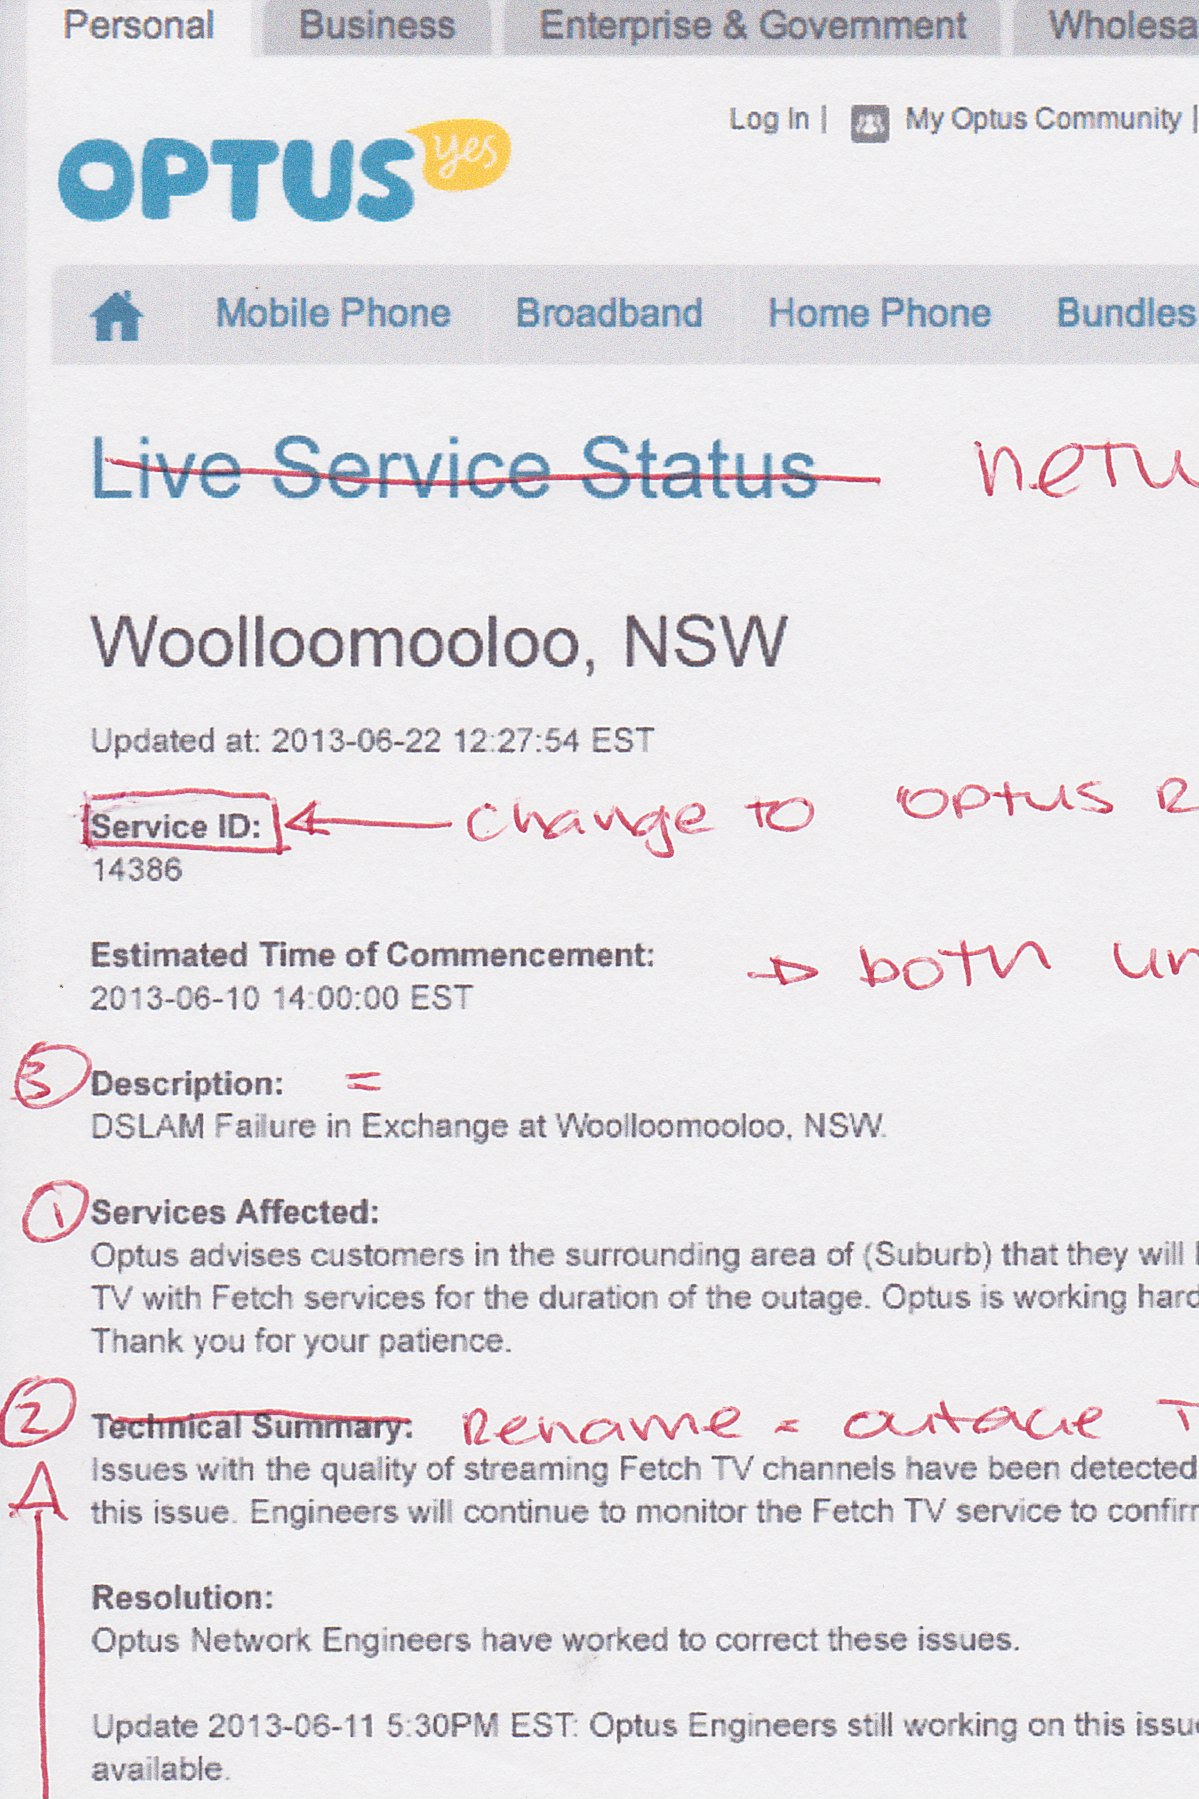 Personal Business Enterprise & Government Wholesa
Log In | My Optus Community |
OPTUS yes
Mobile Phone Broadband Home Phone Bundles
Live Service Status netw
Woolloomooloo, NSW
Updated at: 2013-06-22 12:27:54 EST
Service ID: change to Optus R
14386
Estimated Time of Commencement:
→ both un
2013-06-10 14:00:00 EST
3 Description: =
DSLAM Failure in Exchange at Woolloomooloo, NSW.
1 Services Affected:
Optus advises customers in the surrounding area of (Suburb) that they will
TV with Fetch services for the duration of the outage. Optus is working hard
Thank you for your patience.
2 Technical Summary: Rename = outage T
Issues with the quality of streaming Fetch TV channels have been detected
this issue. Engineers will continue to monitor the Fetch TV service to confirm
Resolution:
Optus Network Engineers have worked to correct these issues.
Update 2013-06-11 5:30PM EST: Optus Engineers still working on this issu
available.